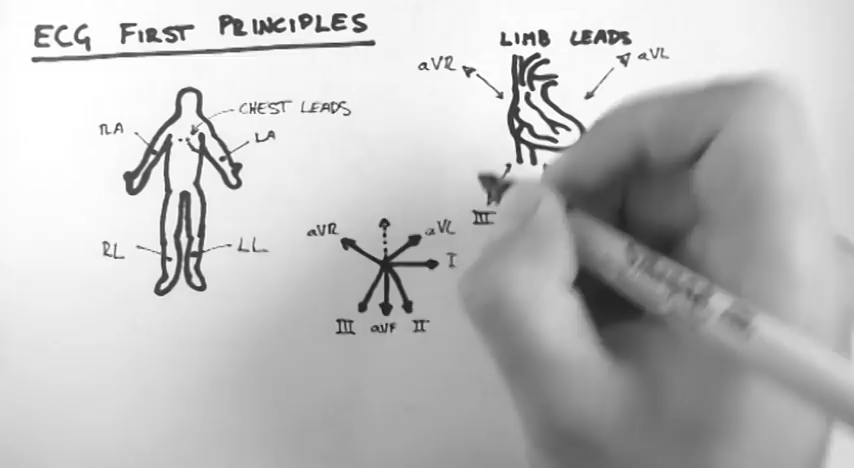 ECG FIRST PRINCIPLES
LIMB LEADS
aVR
aVL
CHEST LEADS
RA
LA
RL
LL
III
aVR
aVL
I
III
aVF
II